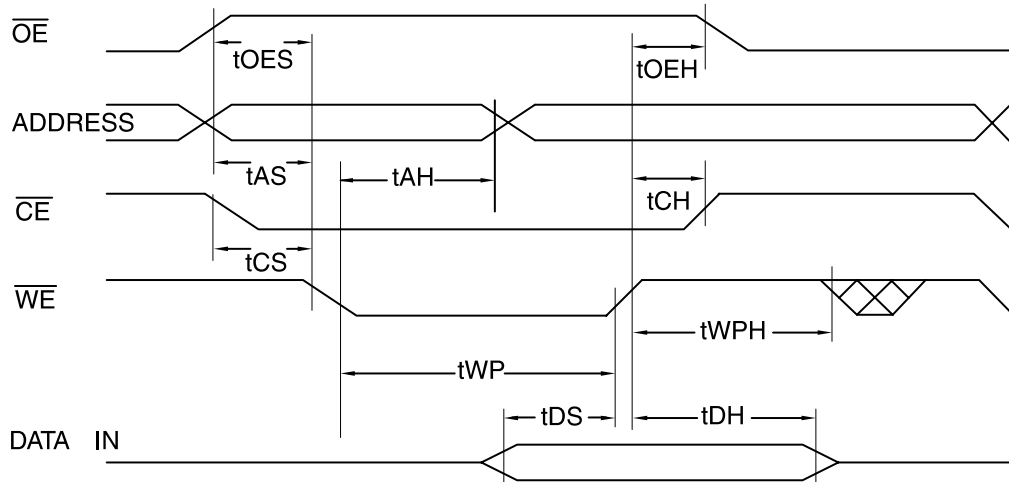 OE
tOES
tOEH
ADDRESS
tAS
tAH
tCH
CE
tCS
WE
tWPH
tWP
tDS
tDH
DATA IN